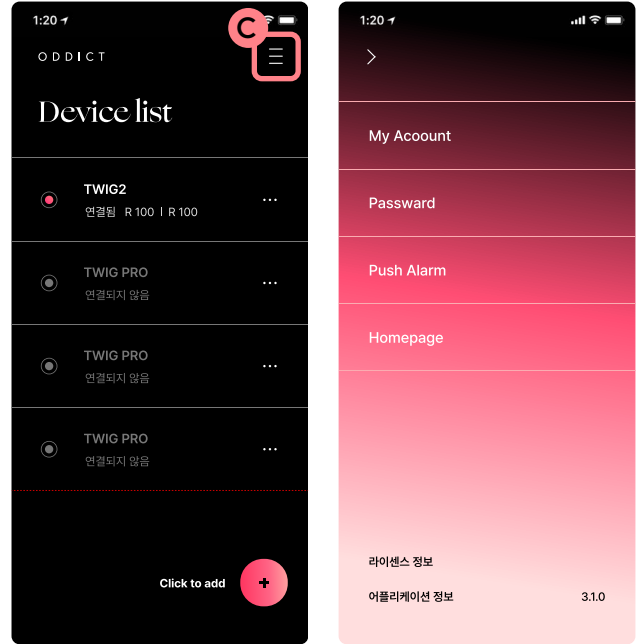 1:20
C
ODDICT
Device list
TWIG2
연결됨 R 100 | R 100
TWIG PRO
연결되지 않음
TWIG PRO
연결되지 않음
TWIG PRO
연결되지 않음
Click to add
1:20
My Acoount
Passward
Push Alarm
Homepage
라이센스 정보
어플리케이션 정보 3.1.0